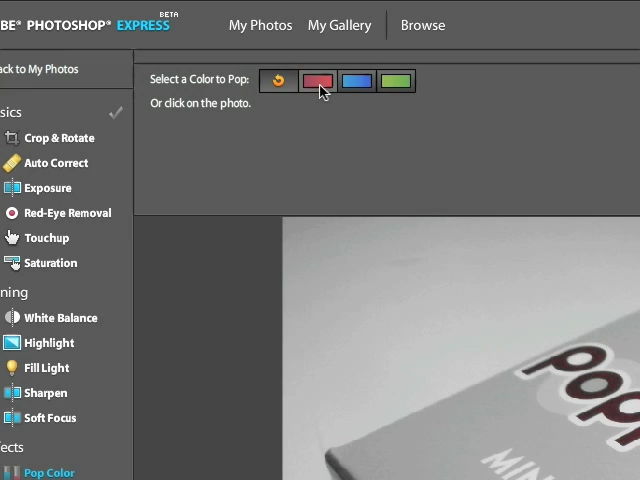 BE® PHOTOSHOP® EXPRESS BETA
My Photos My Gallery Browse
ack to My Photos
Select a Color to Pop:
Or click on the photo.
sics
Crop & Rotate
Auto Correct
Exposure
Red-Eye Removal
Touchup
Saturation
ning
White Balance
Highlight
Fill Light
Sharpen
Soft Focus
ects
Pop Color
pop
MIN